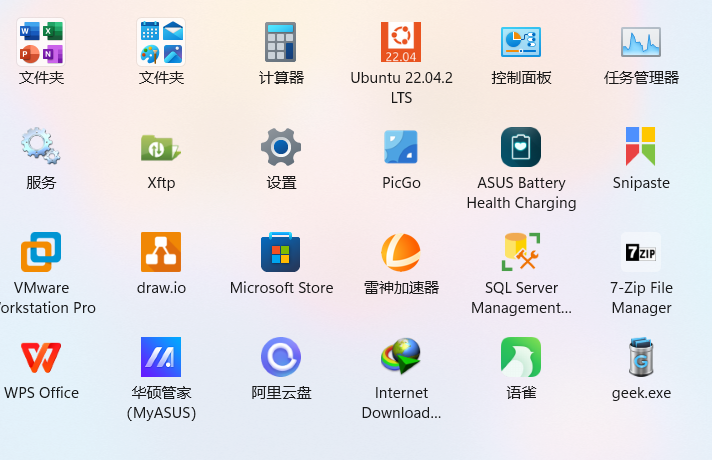 文件夹
文件夹
计算器
22.04
Ubuntu 22.04.2
LTS
控制面板
任务管理器
服务
Xftp
设置
PicGo
ASUS Battery
Health Charging
Snipaste
VMware
orkstation Pro
draw.io
Microsoft Store
雷神加速器
SQL Server
Management...
7ZIP
7-Zip File
Manager
WPS Office
华硕管家
(MyASUS)
阿里云盘
Internet
Download...
语雀
geek.exe